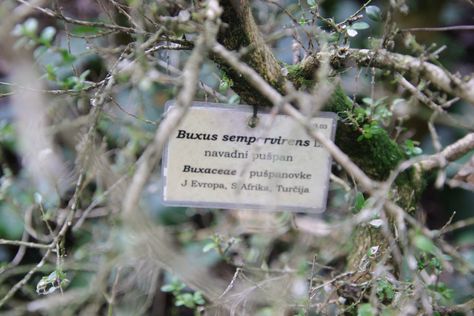 Buxus sempervirens L.
navadni pušpan
Buxaceae / pušpanovke
J Evropa, S Afrika, Turčija